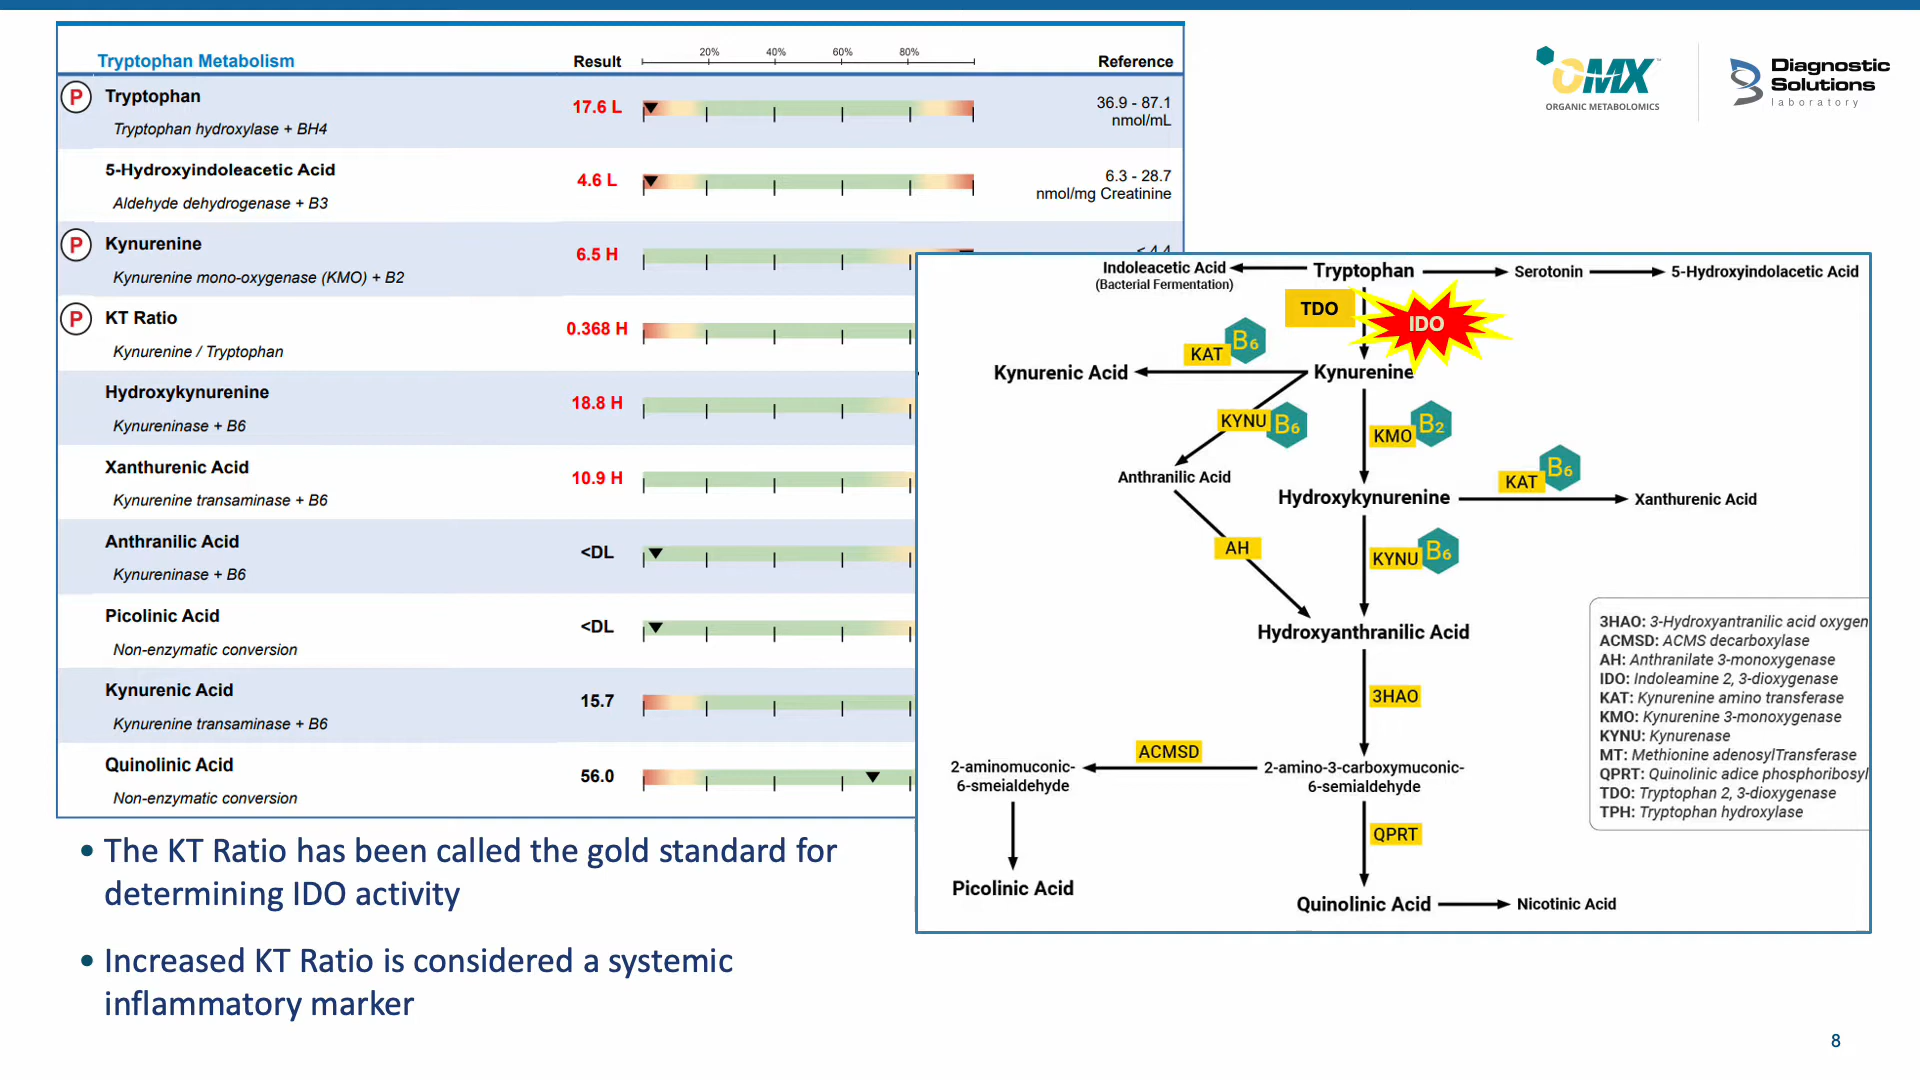 Tryptophan Metabolism
Result
20%
40%
60%
80%
Reference
P
Tryptophan
Tryptophan hydroxylase + BH4
17.6 L
36.9 - 87.1
nmol/mL
5-Hydroxyindoleacetic Acid
Aldehyde dehydrogenase + B3
4.6 L
6.3 - 28.7
nmol/mg Creatinine
P
Kynurenine
Kynurenine mono-oxygenase (KMO) + B2
6.5 H
< 4.4
P
KT Ratio
Kynurenine / Tryptophan
0.368 H
Hydroxykynurenine
Kynureninase + B6
18.8 H
Xanthurenic Acid
Kynurenine transaminase + B6
10.9 H
Anthranilic Acid
Kynureninase + B6
<DL
Picolinic Acid
Non-enzymatic conversion
<DL
Kynurenic Acid
Kynurenine transaminase + B6
15.7
Quinolinic Acid
Non-enzymatic conversion
56.0
OMX
ORGANIC METABOLOMICS
Diagnostic
Solutions
laboratory
Indoleacetic Acid
(Bacterial Fermentation)
Tryptophan
Serotonin
5-Hydroxyindolacetic Acid
TDO
IDO
KAT
B6
Kynurenic Acid
Kynurenine
KYNU
B6
KMO
B2
Anthranilic Acid
Hydroxykynurenine
KAT
B6
Xanthurenic Acid
AH
KYNU
B6
Hydroxyanthranilic Acid
3HAO
ACMSD
2-aminomuconic-
6-smeialdehyde
2-amino-3-carboxymuconic-
6-semialdehyde
QPRT
Picolinic Acid
Quinolinic Acid
Nicotinic Acid
3HAO: 3-Hydroxyantranilic acid oxygen
ACMSD: ACMS decarboxylase
AH: Anthranilate 3-monoxygenase
IDO: Indoleamine 2, 3-dioxygenase
KAT: Kynurenine amino transferase
KMO: Kynurenine 3-monoxygenase
KYNU: Kynurenase
MT: Methionine adenosylTransferase
QPRT: Quinolinic adice phosphoribosyl
TDO: Tryptophan 2, 3-dioxygenase
TPH: Tryptophan hydroxylase
• The KT Ratio has been called the gold standard for
determining IDO activity
• Increased KT Ratio is considered a systemic
inflammatory marker
8